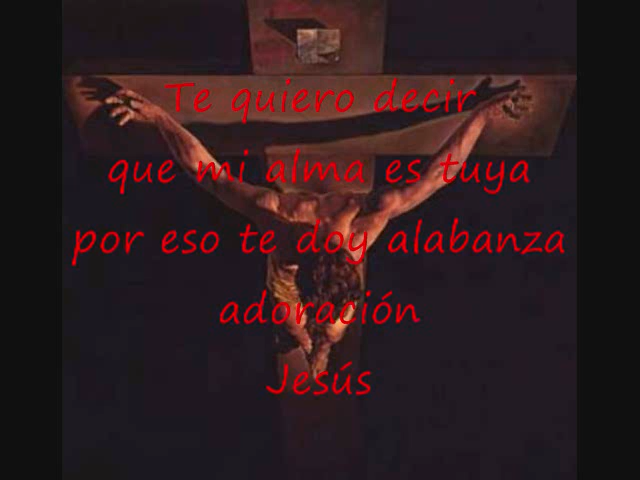 Te quiero decir
que mi alma es tuya
por eso te doy alabanza
adoración
Jesús